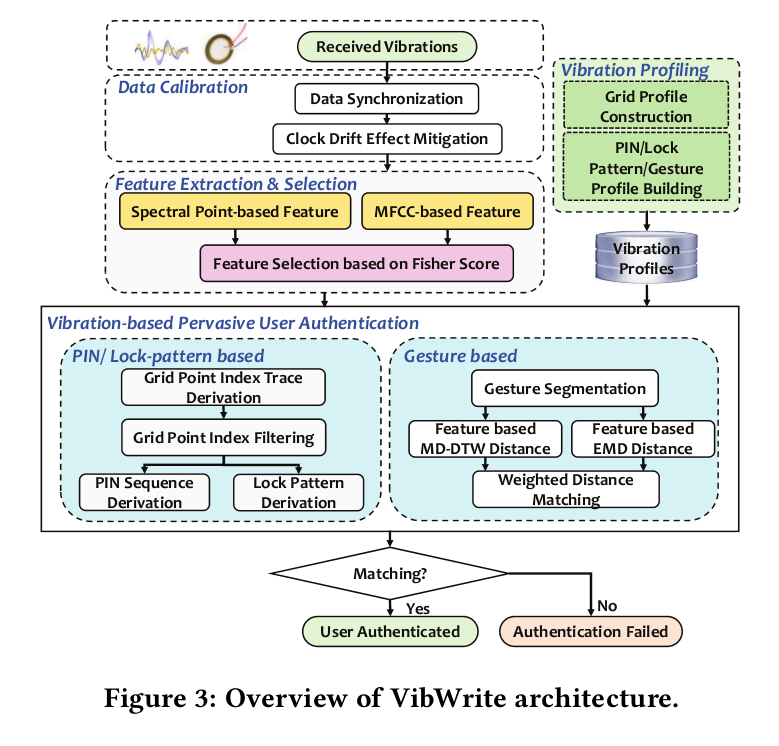 Received Vibrations
Data Calibration
Data Synchronization
Clock Drift Effect Mitigation
Vibration Profiling
Grid Profile
Construction
PIN/Lock
Pattern/Gesture
Profile Building
Feature Extraction & Selection
Spectral Point-based Feature
MFCC-based Feature
Feature Selection based on Fisher Score
Vibration
Profiles
Vibration-based Pervasive User Authentication
PIN/ Lock-pattern based
Grid Point Index Trace
Derivation
Grid Point Index Filtering
PIN Sequence
Derivation
Lock Pattern
Derivation
Gesture based
Gesture Segmentation
Feature based
MD-DTW Distance
Feature based
EMD Distance
Weighted Distance
Matching
Matching?
Yes
No
User Authenticated
Authentication Failed
Figure 3: Overview of VibWrite architecture.